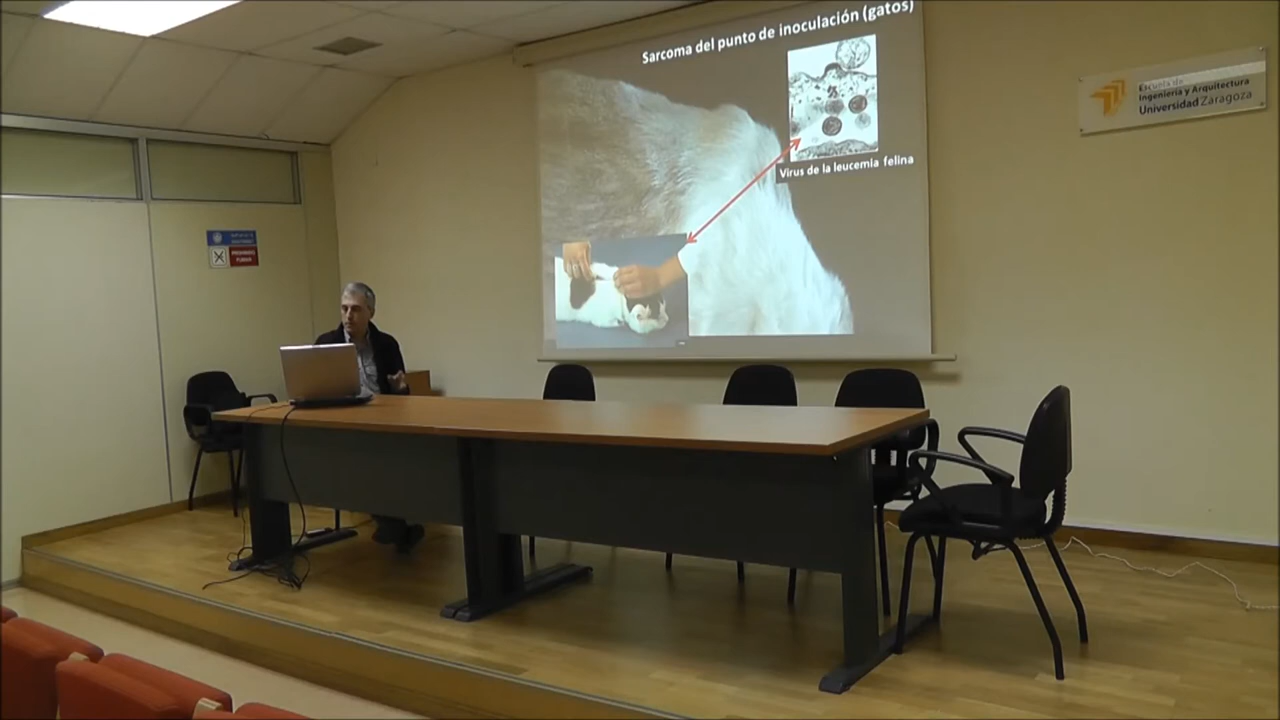 Sarcoma del punto de inoculación (gatos)
Virus de la leucemia felina
Escuela de
Ingeniería y Arquitectura
Universidad Zaragoza
PROHIBIDO
FUMAR